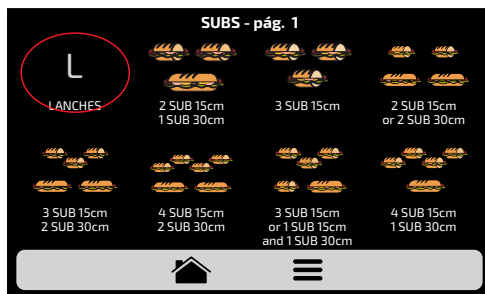 SUBS - pág. 1
L
LANCHES
2 SUB 15cm
1 SUB 30cm
3 SUB 15cm
2 SUB 15cm
or 2 SUB 30cm
3 SUB 15cm
2 SUB 30cm
4 SUB 15cm
2 SUB 30cm
3 SUB 15cm
or 1 SUB 15cm
and 1 SUB 30cm
4 SUB 15cm
1 SUB 30cm